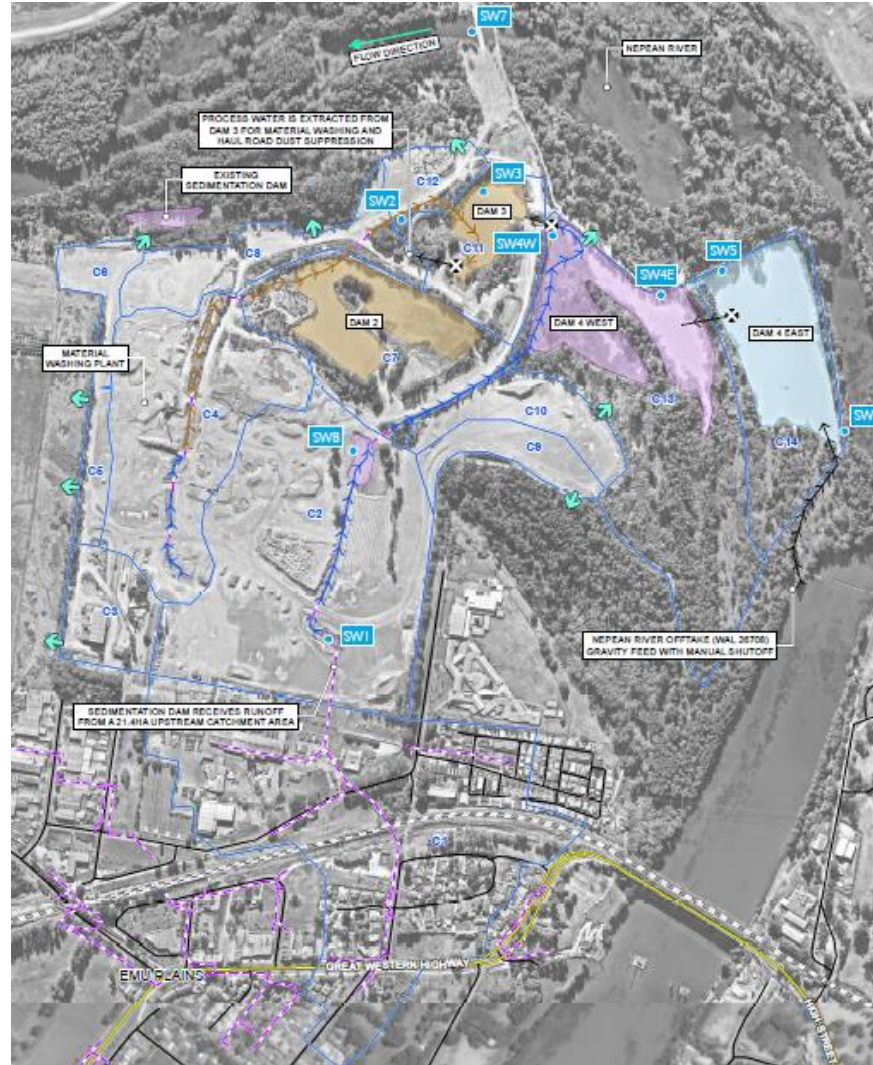 SW7
FLOW DIRECTION
NEPEAN RIVER
PROCESS WATER IS EXTRACTED FROM
DAM 3 FOR MATERIAL WASHING AND
HAUL ROAD DUST SUPPRESSION
EXISTING
SEDIMENTATION DAM
C12
SW3
SW2
DAM 3
C11
SW4W
C6
C8
SW5
SW4E
DAM 2
DAM 4 WEST
DAM 4 EAST
MATERIAL
WASHING PLANT
C7
C10
C13
C4
SW8
C9
SW
C14
C5
C2
C3
SW1
NEPEAN RIVER OFFTAKE (WAL 26708)
GRAVITY FEED WITH MANUAL SHUTOFF
SEDIMENTATION DAM RECEIVES RUNOFF
FROM A 21.4HA UPSTREAM CATCHMENT AREA
C1
EMU PLAINS
GREAT WESTERN HIGHWAY
HIGH STREET